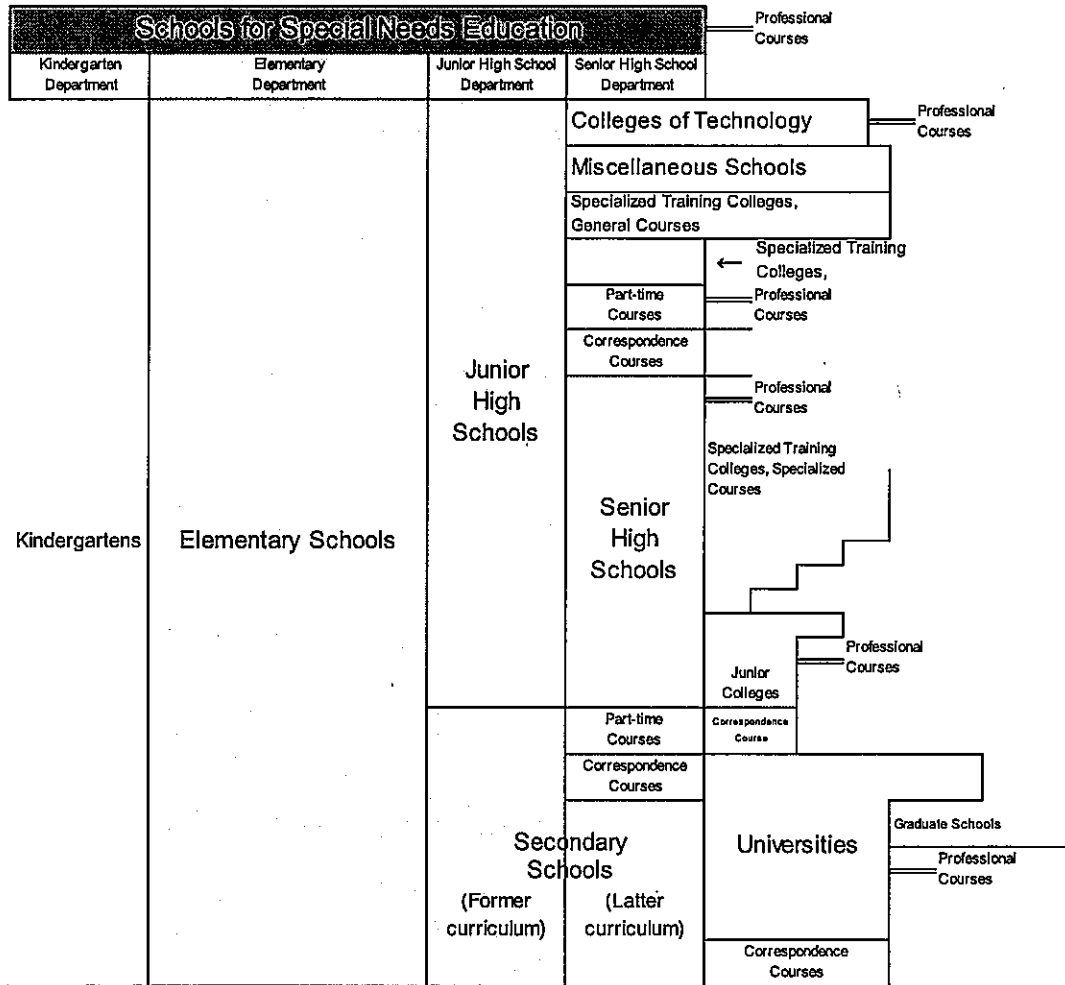 Schools for Special Needs Education
Professional
Courses
Kindergarten
Department
Elementary
Department
Junior High School
Department
Senior High School
Department
Colleges of Technology
Professional
Courses
Miscellaneous Schools
Specialized Training Colleges,
General Courses
← Specialized Training
Colleges,
Part-time
Courses
Professional
Courses
Correspondence
Courses
Junior
High
Schools
Professional
Courses
Specialized Training
Colleges, Specialized
Courses
Senior
High
Schools
Kindergartens
Elementary Schools
Junior
Colleges
Professional
Courses
Part-time
Courses
Correspondence
Course
Correspondence
Courses
Secondary
Schools
(Former
curriculum)
(Latter
curriculum)
Universities
Graduate Schools
Professional
Courses
Correspondence
Courses